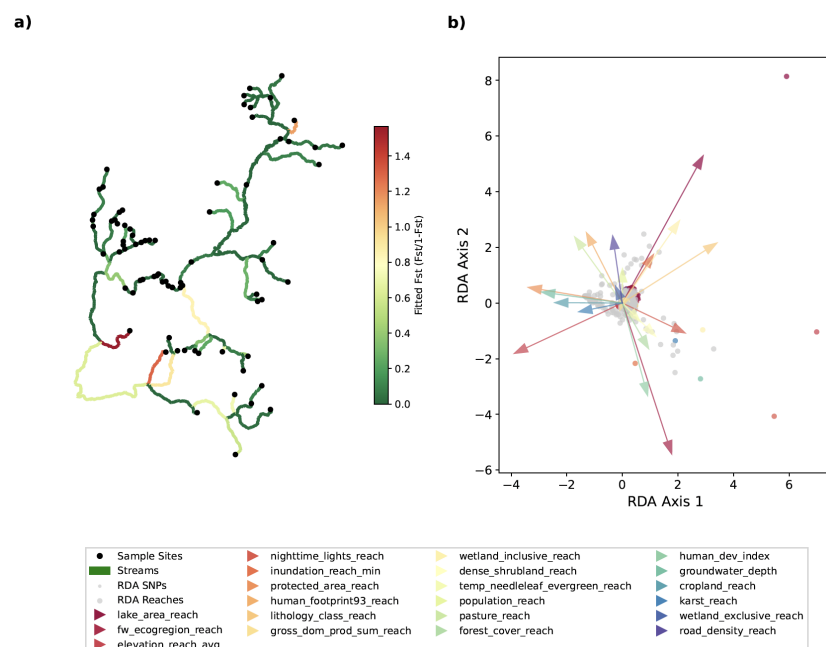 a)
b)
1.4
1.2
1.0
0.8
0.6
0.4
0.2
0.0
Fitted Fst (Fst/1-Fst)
8
6
4
2
0
−2
−4
−6
RDA Axis 2
−4
−2
0
2
4
6
RDA Axis 1
Sample Sites
Streams
RDA SNPs
RDA Reaches
lake_area_reach
fw_ecogregion_reach
elevation_reach_avg
nighttime_lights_reach
inundation_reach_min
protected_area_reach
human_footprint93_reach
lithology_class_reach
gross_dom_prod_sum_reach
wetland_inclusive_reach
dense_shrubland_reach
temp_needleleaf_evergreen_reach
population_reach
pasture_reach
forest_cover_reach
human_dev_index
groundwater_depth
cropland_reach
karst_reach
wetland_exclusive_reach
road_density_reach